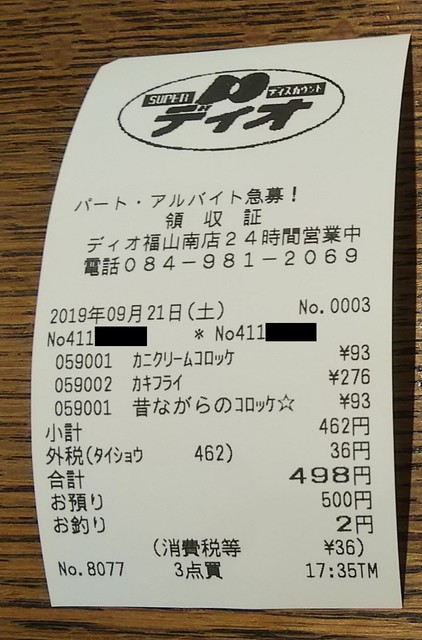 SUPER ディスカウント
ディオ
パート・アルバイト急募!
領収証
ディオ福山南店24時間営業中
電話084-981-2069
2019年09月21日(土) No.0003
No411 * No411
059001 カニクリームコロッケ ¥93
059002 カキフライ ¥276
059001 昔ながらのコロッケ☆ ¥93
小計 462円
外税(タイショウ 462) 36円
合計 498円
お預り 500円
お釣り 2円
(消費税等 ¥36)
No.8077 3点買 17:35TM